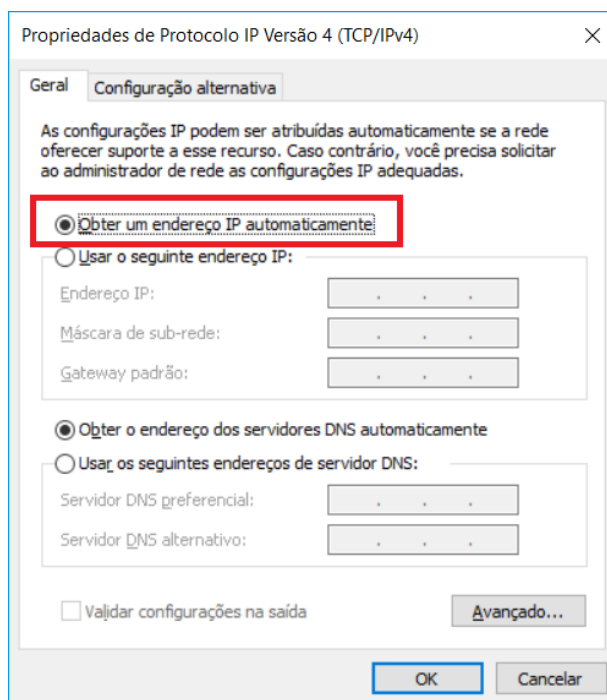 Propriedades de Protocolo IP Versão 4 (TCP/IPv4)
Geral
Configuração alternativa
As configurações IP podem ser atribuídas automaticamente se a rede
oferecer suporte a esse recurso. Caso contrário, você precisa solicitar
ao administrador de rede as configurações IP adequadas.
Obter um endereço IP automaticamente
Usar o seguinte endereço IP:
Endereço IP:
Máscara de sub-rede:
Gateway padrão:
Obter o endereço dos servidores DNS automaticamente
Usar os seguintes endereços de servidor DNS:
Servidor DNS preferencial:
Servidor DNS alternativo:
Validar configurações na saída
Avançado...
OK
Cancelar